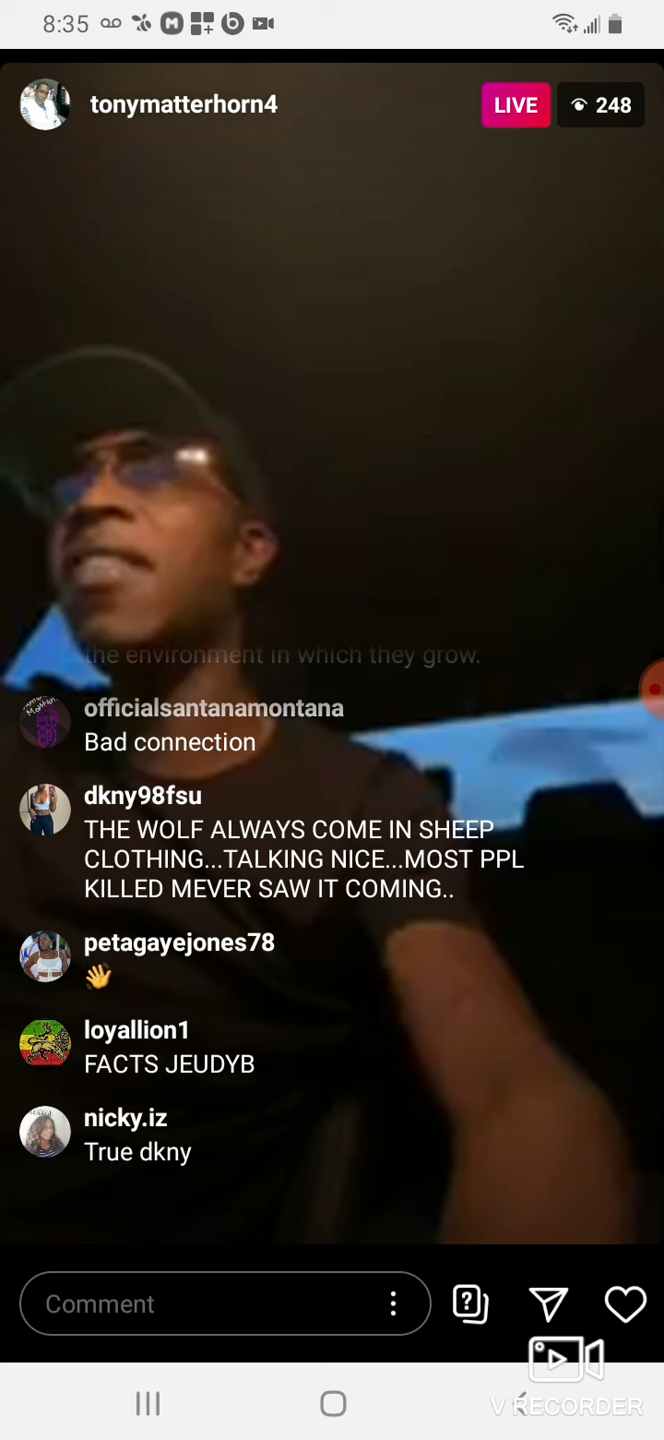 8:35
tonymatterhorn4
LIVE
248
the environment in which they grow.
officialsantanamontana
Bad connection
dkny98fsu
THE WOLF ALWAYS COME IN SHEEP
CLOTHING...TALKING NICE...MOST PPL
KILLED MEVER SAW IT COMING..
petagayejones78
👋
loyallion1
FACTS JEUDYB
nicky.iz
True dkny
Comment
V RECORDER